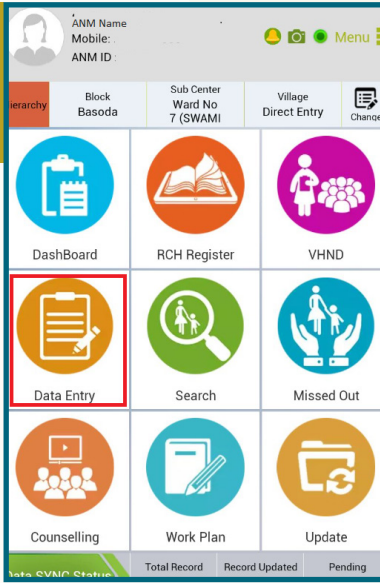 ANM Name
Mobile:
ANM ID :
Menu
ierarchy
Block
Basoda
Sub Center
Ward No
7 (SWAMI
Village
Direct Entry
Change
DashBoard
RCH Register
VHND
Data Entry
Search
Missed Out
Counselling
Work Plan
Update
Data SYNC Status
Total Record
Record Updated
Pending